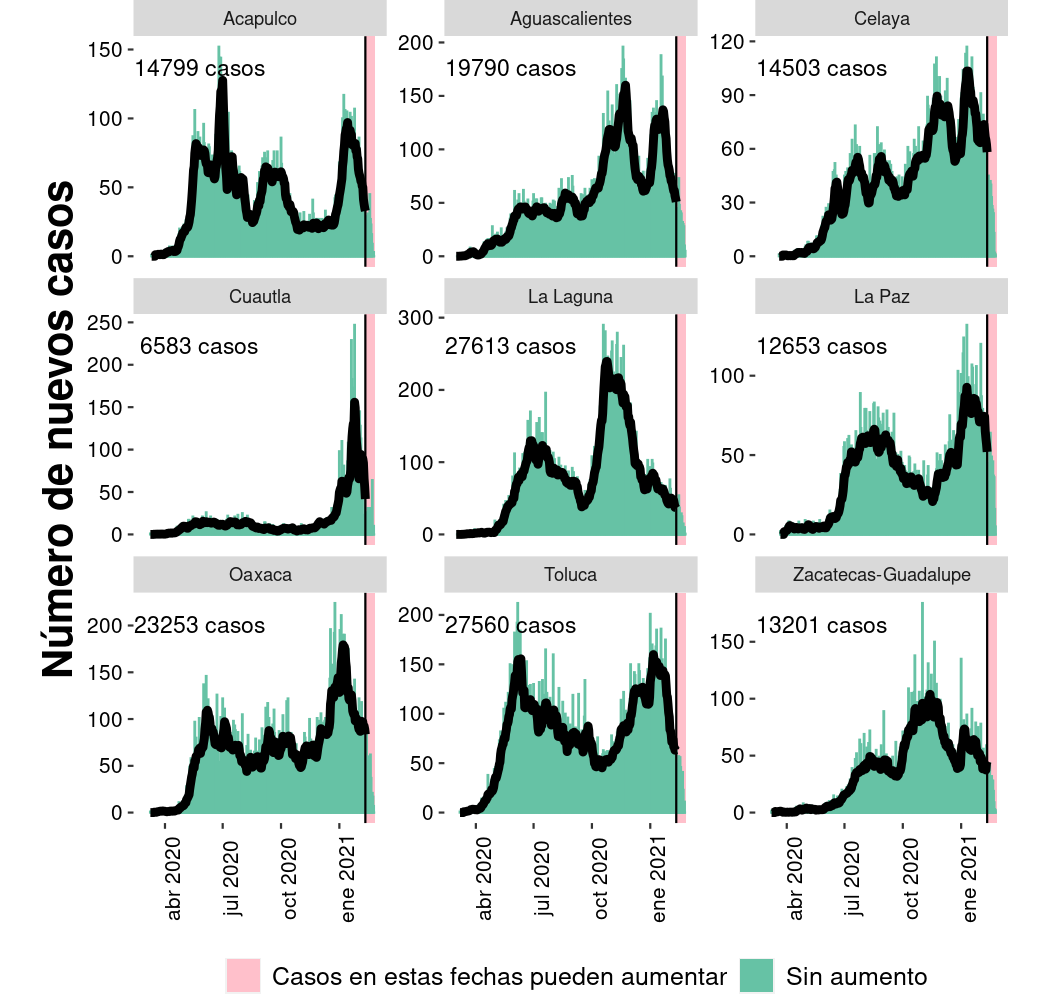 Número de nuevos casos
Acapulco Aguascalientes Celaya
150 100 50 0
14799 casos
200 150 100 50 0
19790 casos
120 90 60 30 0
14503 casos
Cuautla La Laguna La Paz
250 200 150 100 50 0
6583 casos
300 200 100 0
27613 casos
100 50 0
12653 casos
Oaxaca Toluca Zacatecas-Guadalupe
200 150 100 50 0
23253 casos
200 150 100 50 0
27560 casos
150 100 50 0
13201 casos
abr 2020 jul 2020 oct 2020 ene 2021
abr 2020 jul 2020 oct 2020 ene 2021
abr 2020 jul 2020 oct 2020 ene 2021
Casos en estas fechas pueden aumentar Sin aumento